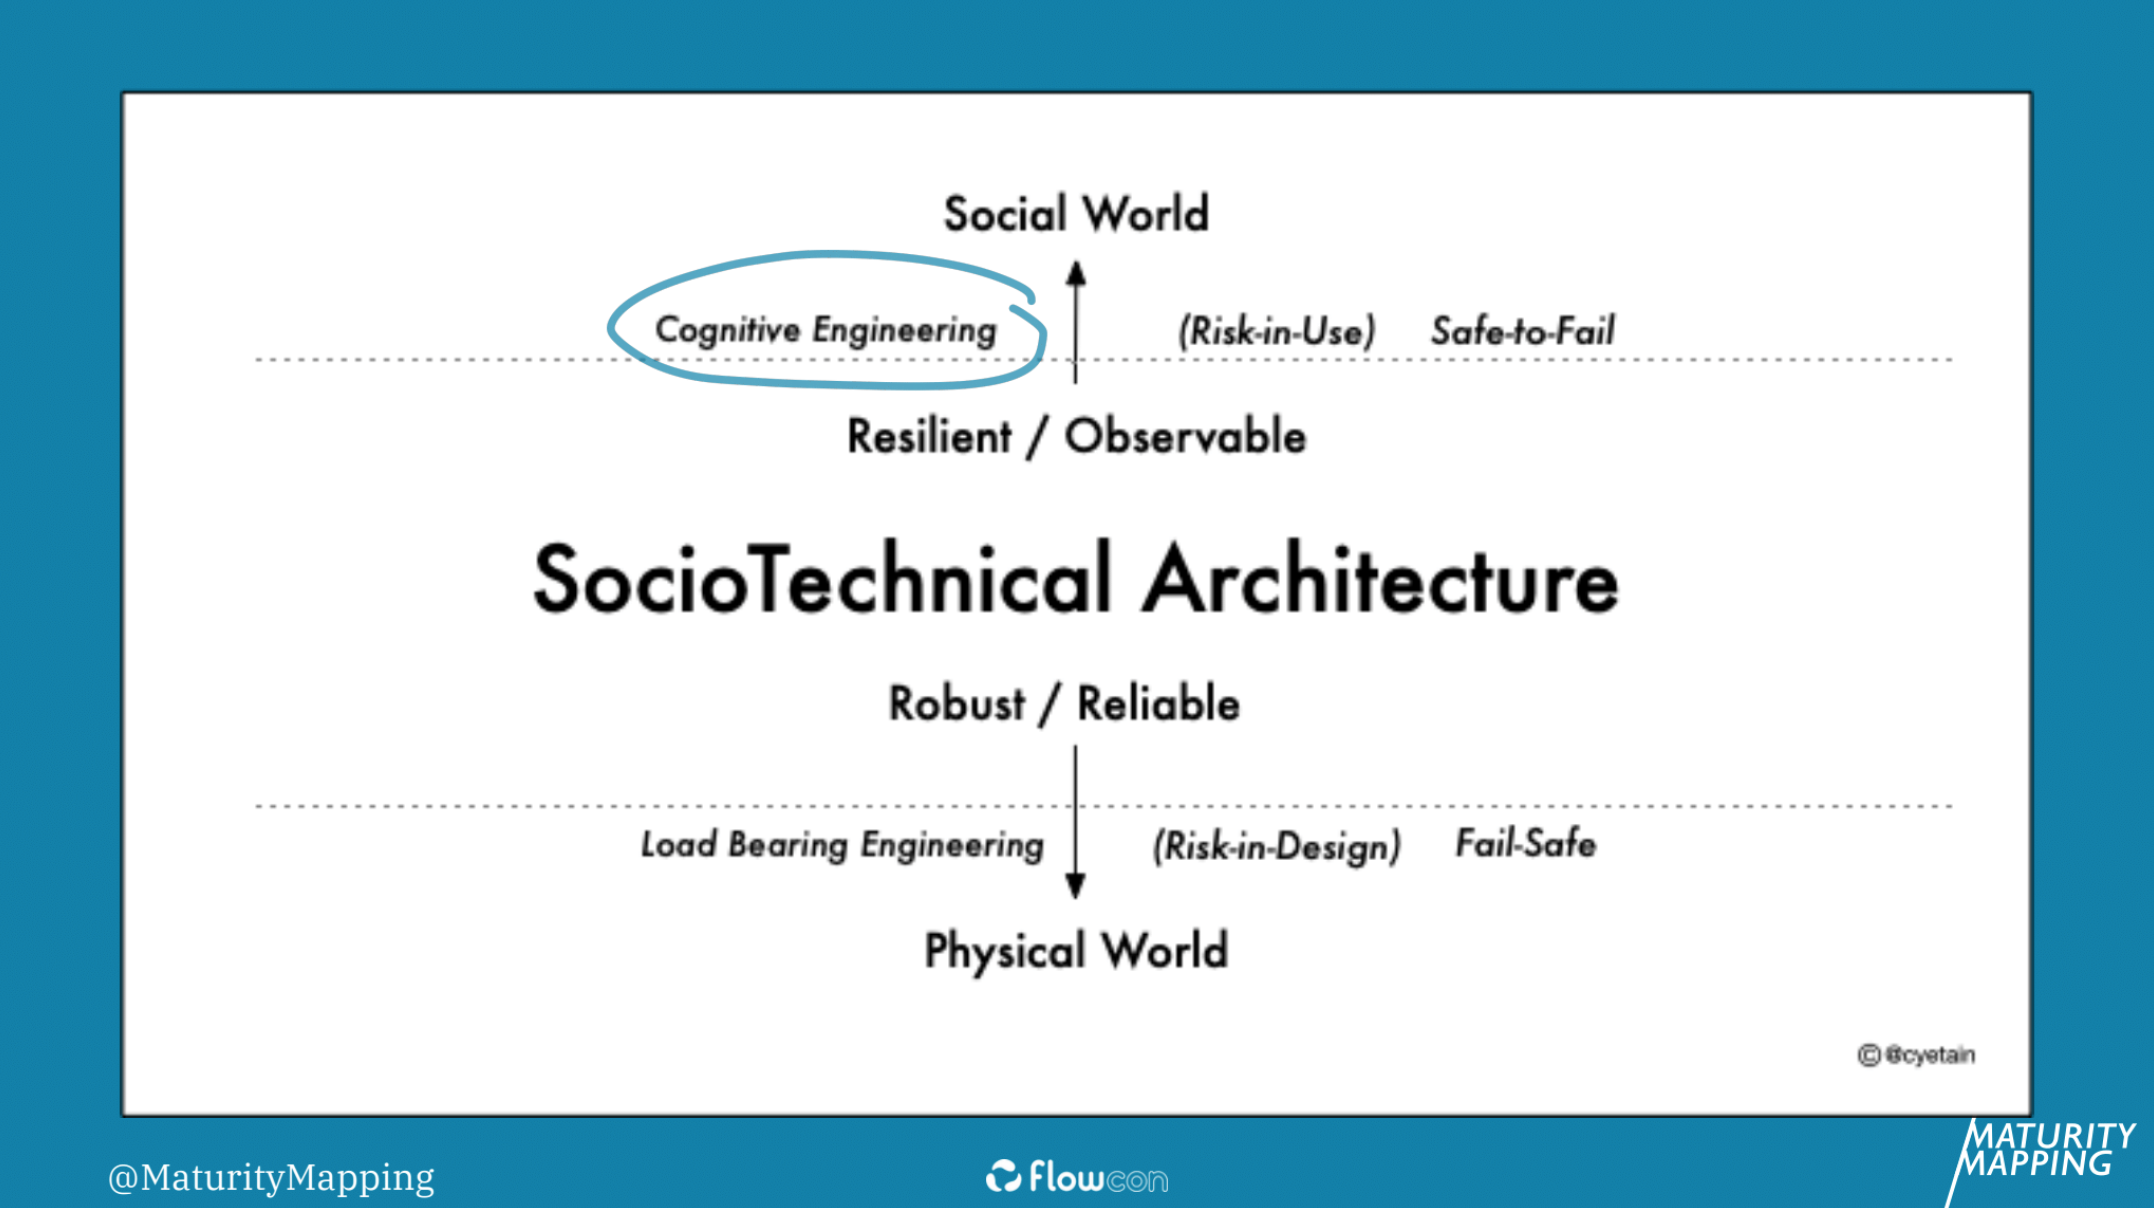 Social World
Cognitive Engineering (Risk-in-Use) Safe-to-Fail
Resilient / Observable
SocioTechnical Architecture
Robust / Reliable
Load Bearing Engineering (Risk-in-Design) Fail-Safe
Physical World
© @cyetain
@MaturityMapping
flowcon
MATURITY
MAPPING